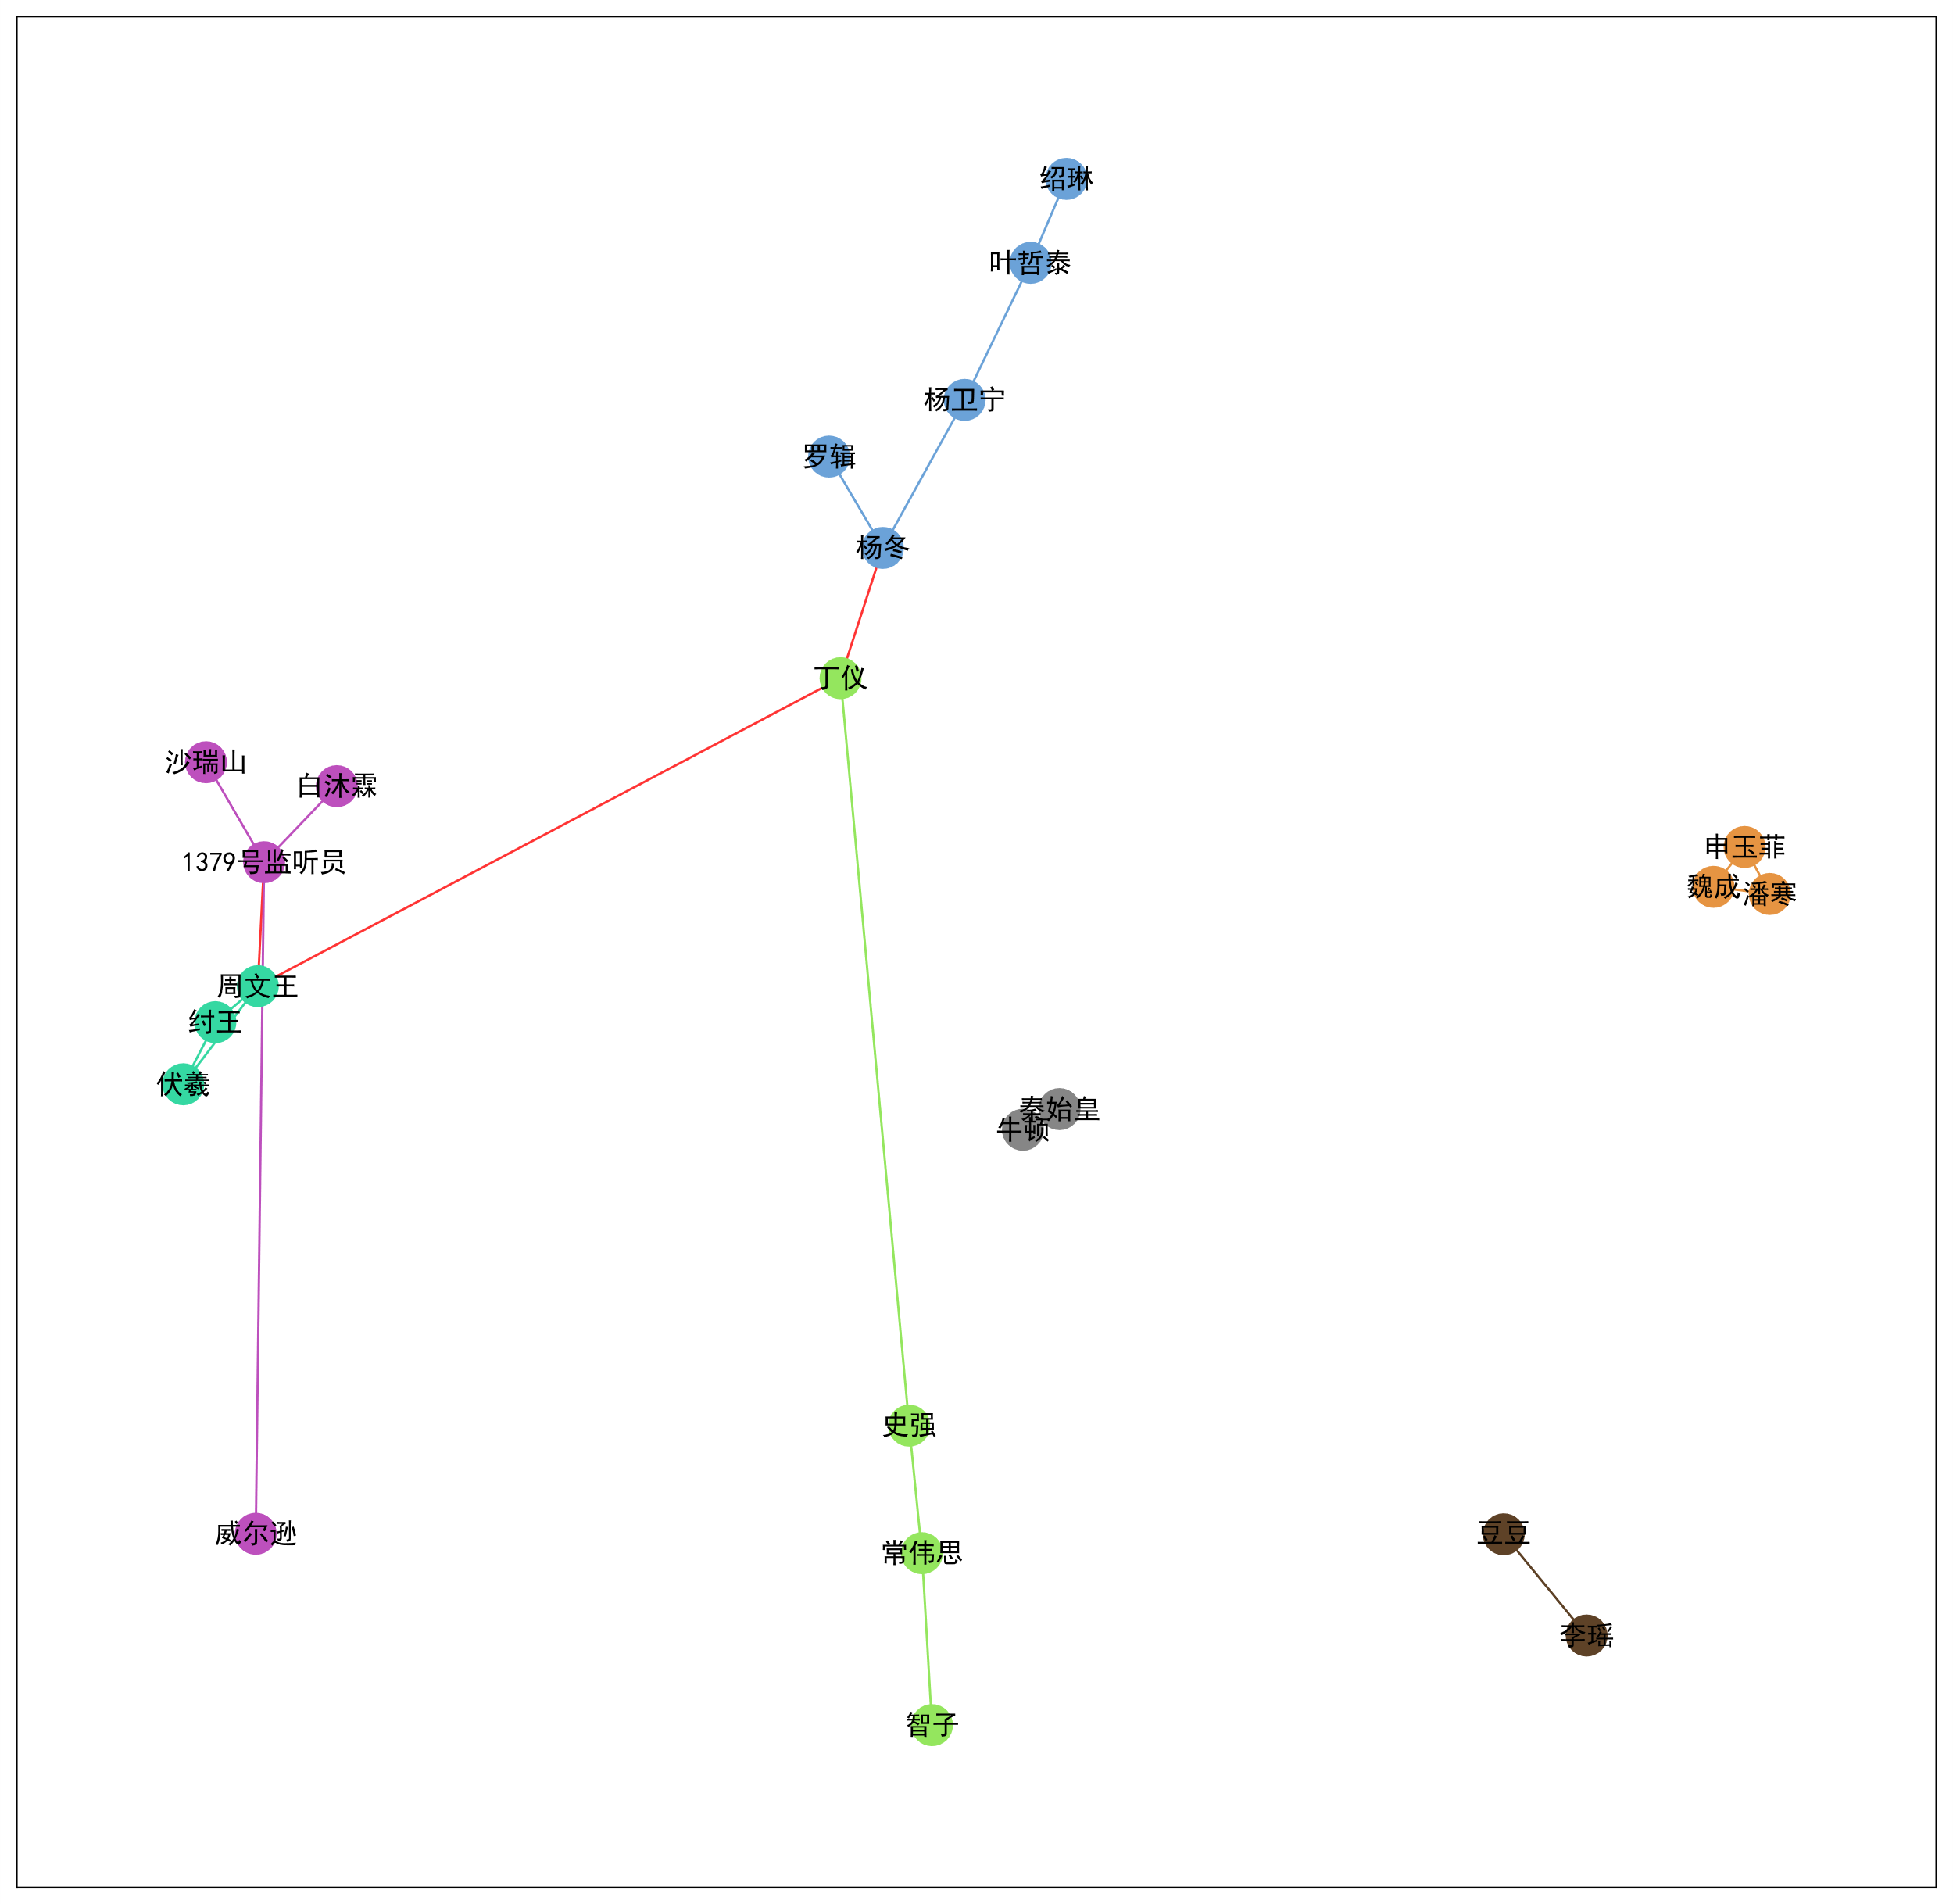 绍琳
叶哲泰
杨卫宁
罗辑
杨冬
丁仪
沙瑞山
白沐霖
1379号监听员
申玉菲
魏成
潘寒
周文王
纣王
伏羲
秦始皇
牛顿
史强
威尔逊
豆豆
常伟思
李瑶
智子